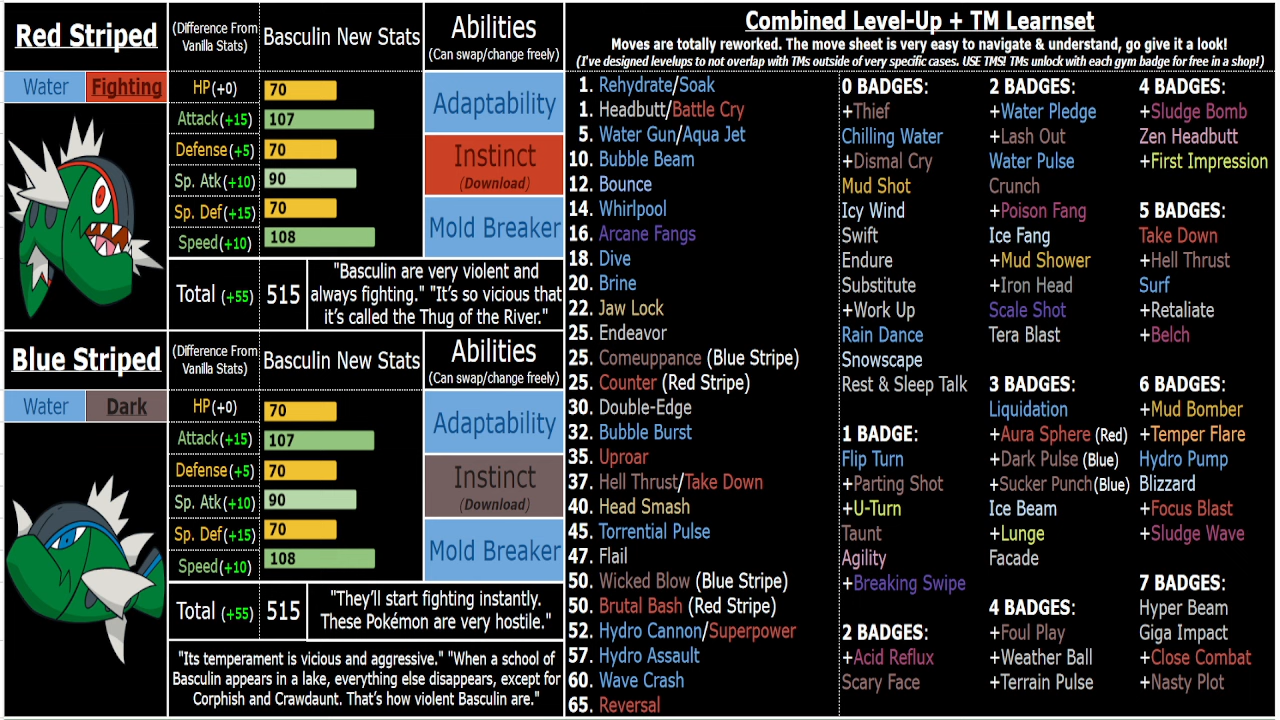 Red Striped
(Difference From
Vanilla Stats)
Basculin New Stats
Abilities
(Can swap/change freely)
Water
Fighting
HP(+0)
70
Attack(+15)
107
Defense(+5)
70
Sp. Atk(+10)
90
Sp. Def(+15)
70
Speed(+10)
108
Adaptability
Instinct
(Download)
Mold Breaker
Total (+55)
515
"Basculin are very violent and
always fighting." "It's so vicious that
it's called the Thug of the River."
Blue Striped
(Difference From
Vanilla Stats)
Basculin New Stats
Abilities
(Can swap/change freely)
Water
Dark
HP(+0)
70
Attack(+15)
107
Defense(+5)
70
Sp. Atk(+10)
90
Sp. Def(+15)
70
Speed(+10)
108
Adaptability
Instinct
(Download)
Mold Breaker
Total (+55)
515
"They'll start fighting instantly.
These Pokémon are very hostile."
"Its temperament is vicious and aggressive." "When a school of
Basculin appears in a lake, everything else disappears, except for
Corphish and Crawdaunt. That's how violent Basculin are."
Combined Level-Up + TM Learnset
Moves are totally reworked. The move sheet is very easy to navigate & understand, go give it a look!
(I've designed levelups to not overlap with TMs outside of very specific cases. USE TMS! TMs unlock with each gym badge for free in a shop!)
1. Rehydrate/Soak
1. Headbutt/Battle Cry
5. Water Gun/Aqua Jet
10. Bubble Beam
12. Bounce
14. Whirlpool
16. Arcane Fangs
18. Dive
20. Brine
22. Jaw Lock
25. Endeavor
25. Comeuppance (Blue Stripe)
25. Counter (Red Stripe)
30. Double-Edge
32. Bubble Burst
35. Uproar
37. Hell Thrust/Take Down
40. Head Smash
45. Torrential Pulse
47. Flail
50. Wicked Blow (Blue Stripe)
50. Brutal Bash (Red Stripe)
52. Hydro Cannon/Superpower
57. Hydro Assault
60. Wave Crash
65. Reversal
0 BADGES:
+Thief
Chilling Water
+Dismal Cry
Mud Shot
Icy Wind
Swift
Endure
Substitute
+Work Up
Rain Dance
Snowscape
Rest & Sleep Talk
1 BADGE:
Flip Turn
+Parting Shot
+U-Turn
Taunt
Agility
+Breaking Swipe
2 BADGES:
+Acid Reflux
Scary Face
2 BADGES:
+Water Pledge
+Lash Out
Water Pulse
Crunch
+Poison Fang
Ice Fang
+Mud Shower
+Iron Head
Scale Shot
Tera Blast
3 BADGES:
Liquidation
+Aura Sphere (Red)
+Dark Pulse (Blue)
+Sucker Punch(Blue)
Ice Beam
+Lunge
Facade
4 BADGES:
+Foul Play
+Weather Ball
+Terrain Pulse
4 BADGES:
+Sludge Bomb
Zen Headbutt
+First Impression
5 BADGES:
Take Down
+Hell Thrust
Surf
+Retaliate
+Belch
6 BADGES:
+Mud Bomber
+Temper Flare
Hydro Pump
Blizzard
+Focus Blast
+Sludge Wave
7 BADGES:
Hyper Beam
Giga Impact
+Close Combat
+Nasty Plot